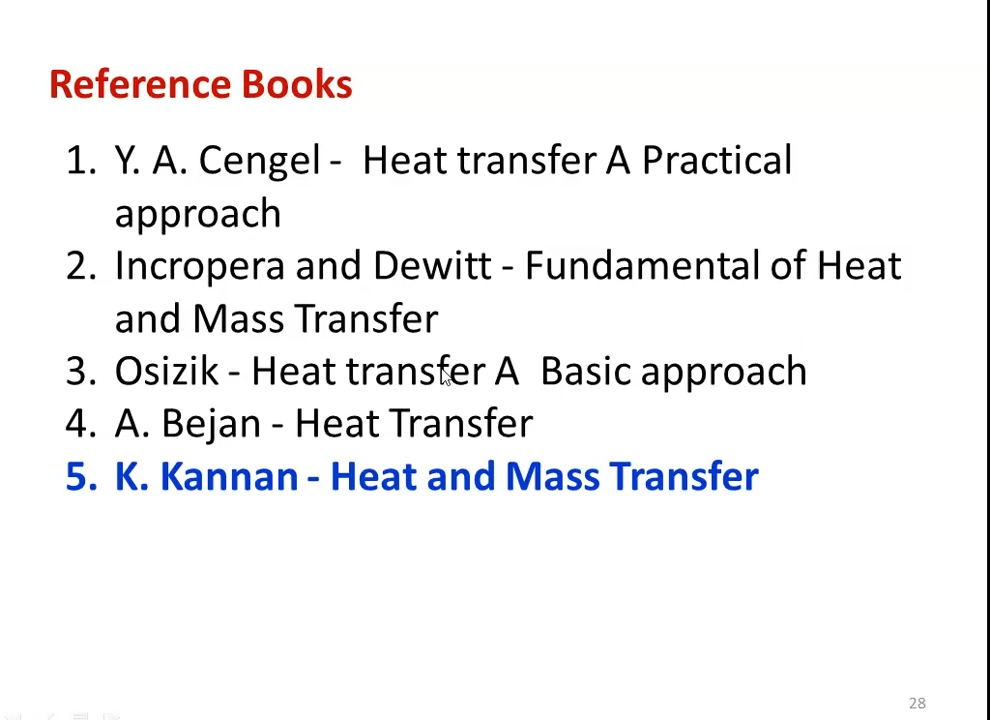 Reference Books
1. Y. A. Cengel - Heat transfer A Practical
approach
2. Incropera and Dewitt - Fundamental of Heat
and Mass Transfer
3. Osizik - Heat transfer A Basic approach
4. A. Bejan - Heat Transfer
5. K. Kannan - Heat and Mass Transfer
28